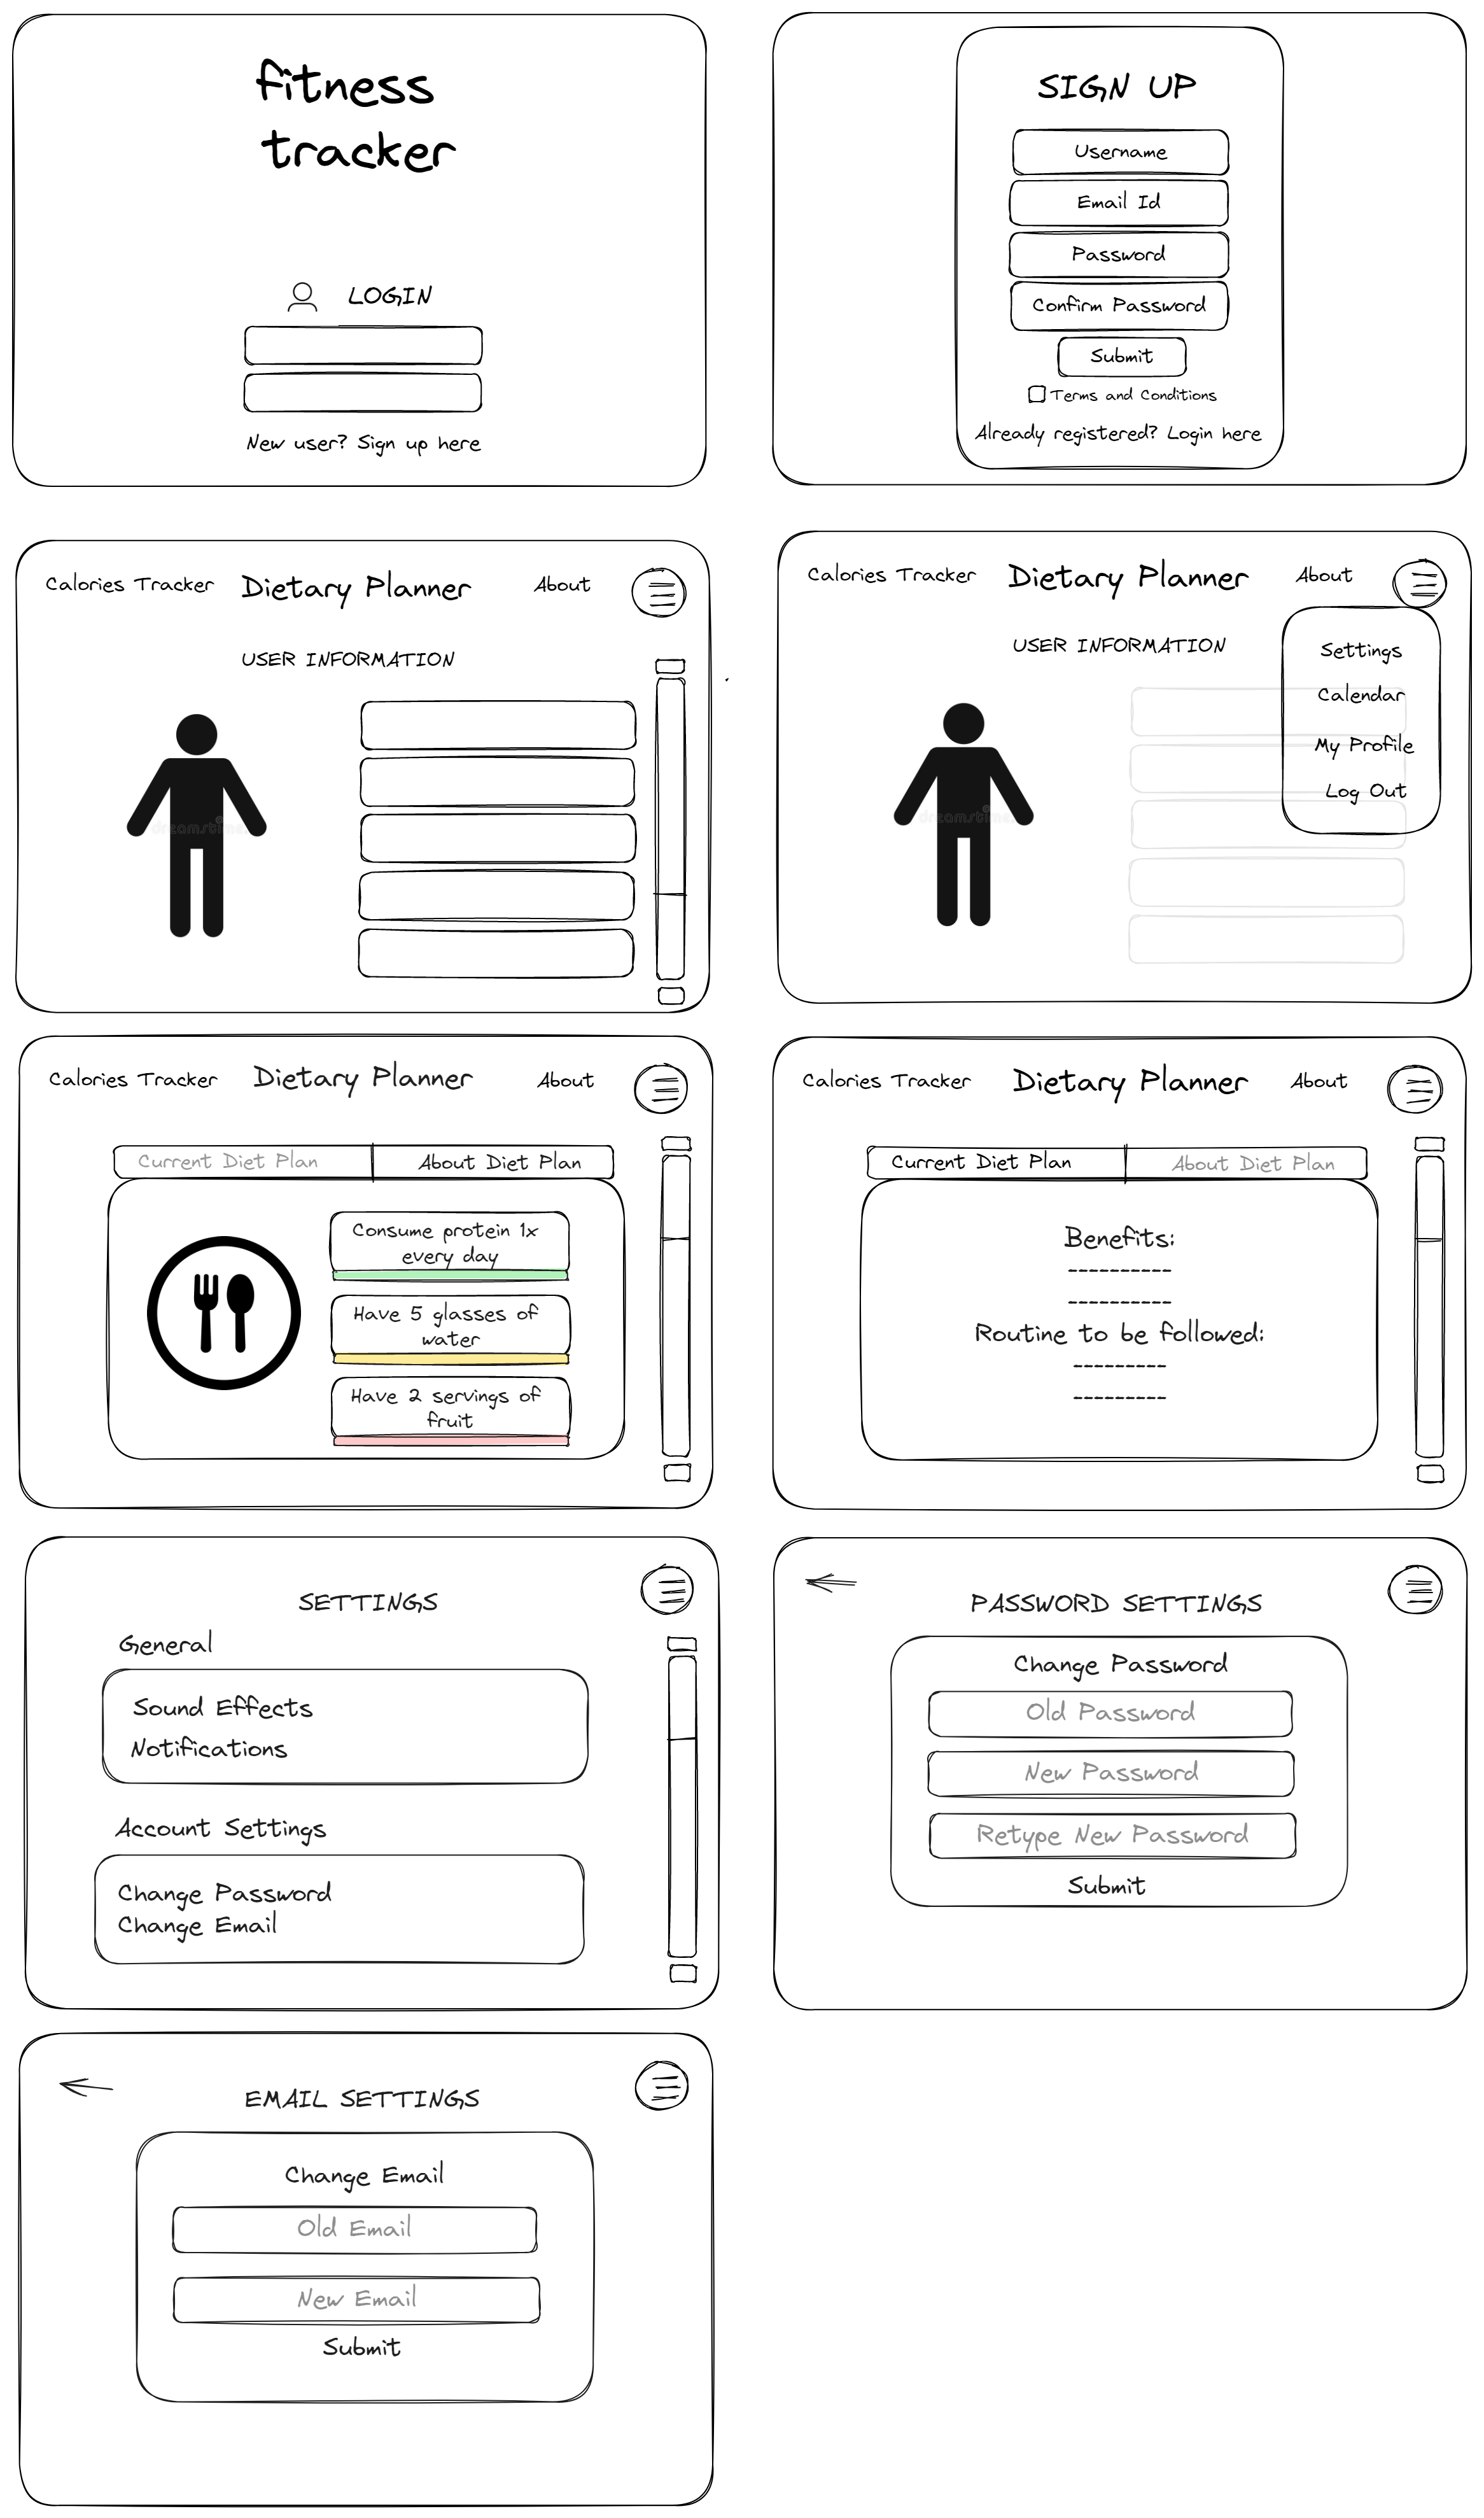 fitness
tracker
LOGIN
New user? Sign up here
SIGN UP
Username
Email Id
Password
Confirm Password
Submit
Terms and Conditions
Already registered? Login here
Calories Tracker
Dietary Planner
About
USER INFORMATION
dreamstime
Calories Tracker
Dietary Planner
About
USER INFORMATION
Settings
Calendar
My Profile
Log Out
dreamstime
Calories Tracker
Dietary Planner
About
Current Diet Plan
About Diet Plan
Consume protein 1x
every day
Have 5 glasses of
water
Have 2 servings of
fruit
Calories Tracker
Dietary Planner
About
Current Diet Plan
About Diet Plan
Benefits:
----------
----------
Routine to be followed:
---------
---------
SETTINGS
General
Sound Effects
Notifications
Account Settings
Change Password
Change Email
PASSWORD SETTINGS
Change Password
Old Password
New Password
Retype New Password
Submit
EMAIL SETTINGS
Change Email
Old Email
New Email
Submit